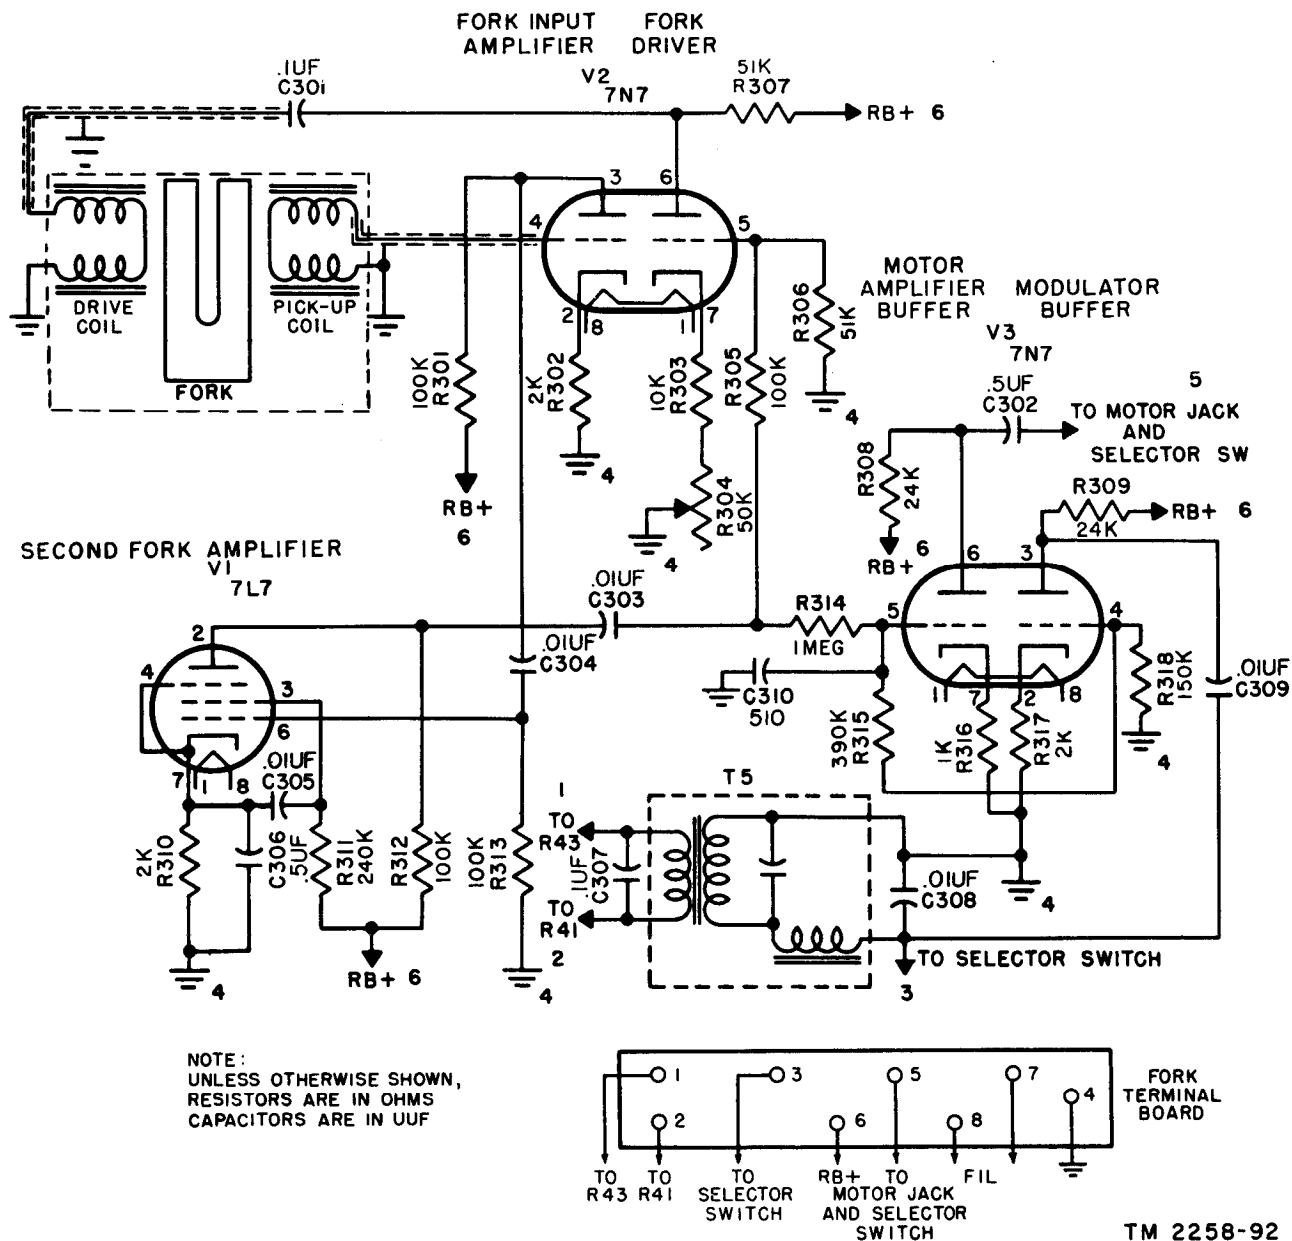 FORK INPUT AMPLIFIER
FORK DRIVER
V2
7N7
.1UF
C301
51K
R307
RB+ 6
3
6
4
5
2
8
1
7
DRIVE COIL
PICK-UP COIL
FORK
100K
R301
RB+
6
2K
R302
4
10K
R303
R304
50K
4
R305
100K
R306
51K
4
MOTOR AMPLIFIER BUFFER
MODULATOR BUFFER
V3
7N7
.5UF
C302
5
TO MOTOR JACK
AND
SELECTOR SW
R308
24K
RB+ 6
R309
24K
RB+ 6
6
3
5
4
1
7
2
8
SECOND FORK AMPLIFIER
V1
7L7
2
4
3
6
7
1
8
.01UF
C303
.01UF
C304
R314
1MEG
C310
510
390K
R315
1K
R316
R317
2K
R318
150K
4
.01UF
C309
.01UF
C305
2K
R310
4
C306
.5UF
R311
240K
R312
100K
RB+ 6
100K
R313
4
1
TO
R43
.1UF
C307
TO
R41
2
T5
.01UF
C308
4
TO SELECTOR SWITCH
3
NOTE:
UNLESS OTHERWISE SHOWN,
RESISTORS ARE IN OHMS
CAPACITORS ARE IN UUF
1
3
5
7
2
6
8
4
FORK
TERMINAL
BOARD
TO
R43
TO
R41
TO
SELECTOR
SWITCH
RB+
TO
MOTOR JACK
AND SELECTOR
SWITCH
FIL
TM 2258-92